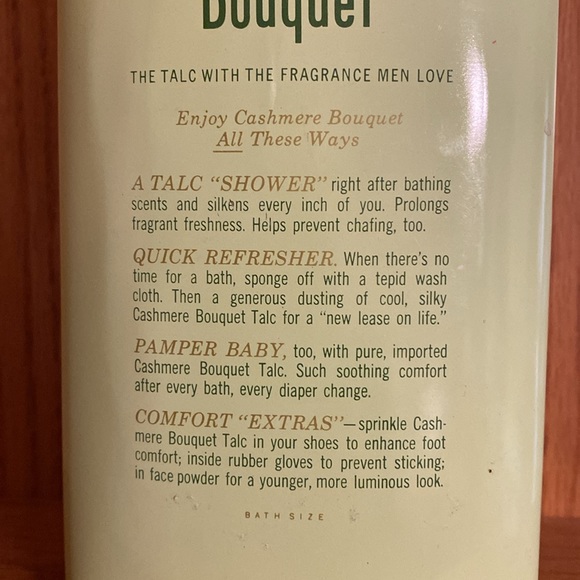 Bouquet
THE TALC WITH THE FRAGRANCE MEN LOVE
Enjoy Cashmere Bouquet
All These Ways
A TALC “SHOWER” right after bathing
scents and silkens every inch of you. Prolongs
fragrant freshness. Helps prevent chafing, too.
QUICK REFRESHER. When there's no
time for a bath, sponge off with a tepid wash
cloth. Then a generous dusting of cool, silky
Cashmere Bouquet Talc for a “new lease on life.”
PAMPER BABY, too, with pure, imported
Cashmere Bouquet Talc. Such soothing comfort
after every bath, every diaper change.
COMFORT “EXTRAS”—sprinkle Cash-
mere Bouquet Talc in your shoes to enhance foot
comfort; inside rubber gloves to prevent sticking;
in face powder for a younger, more luminous look.
BATH SIZE